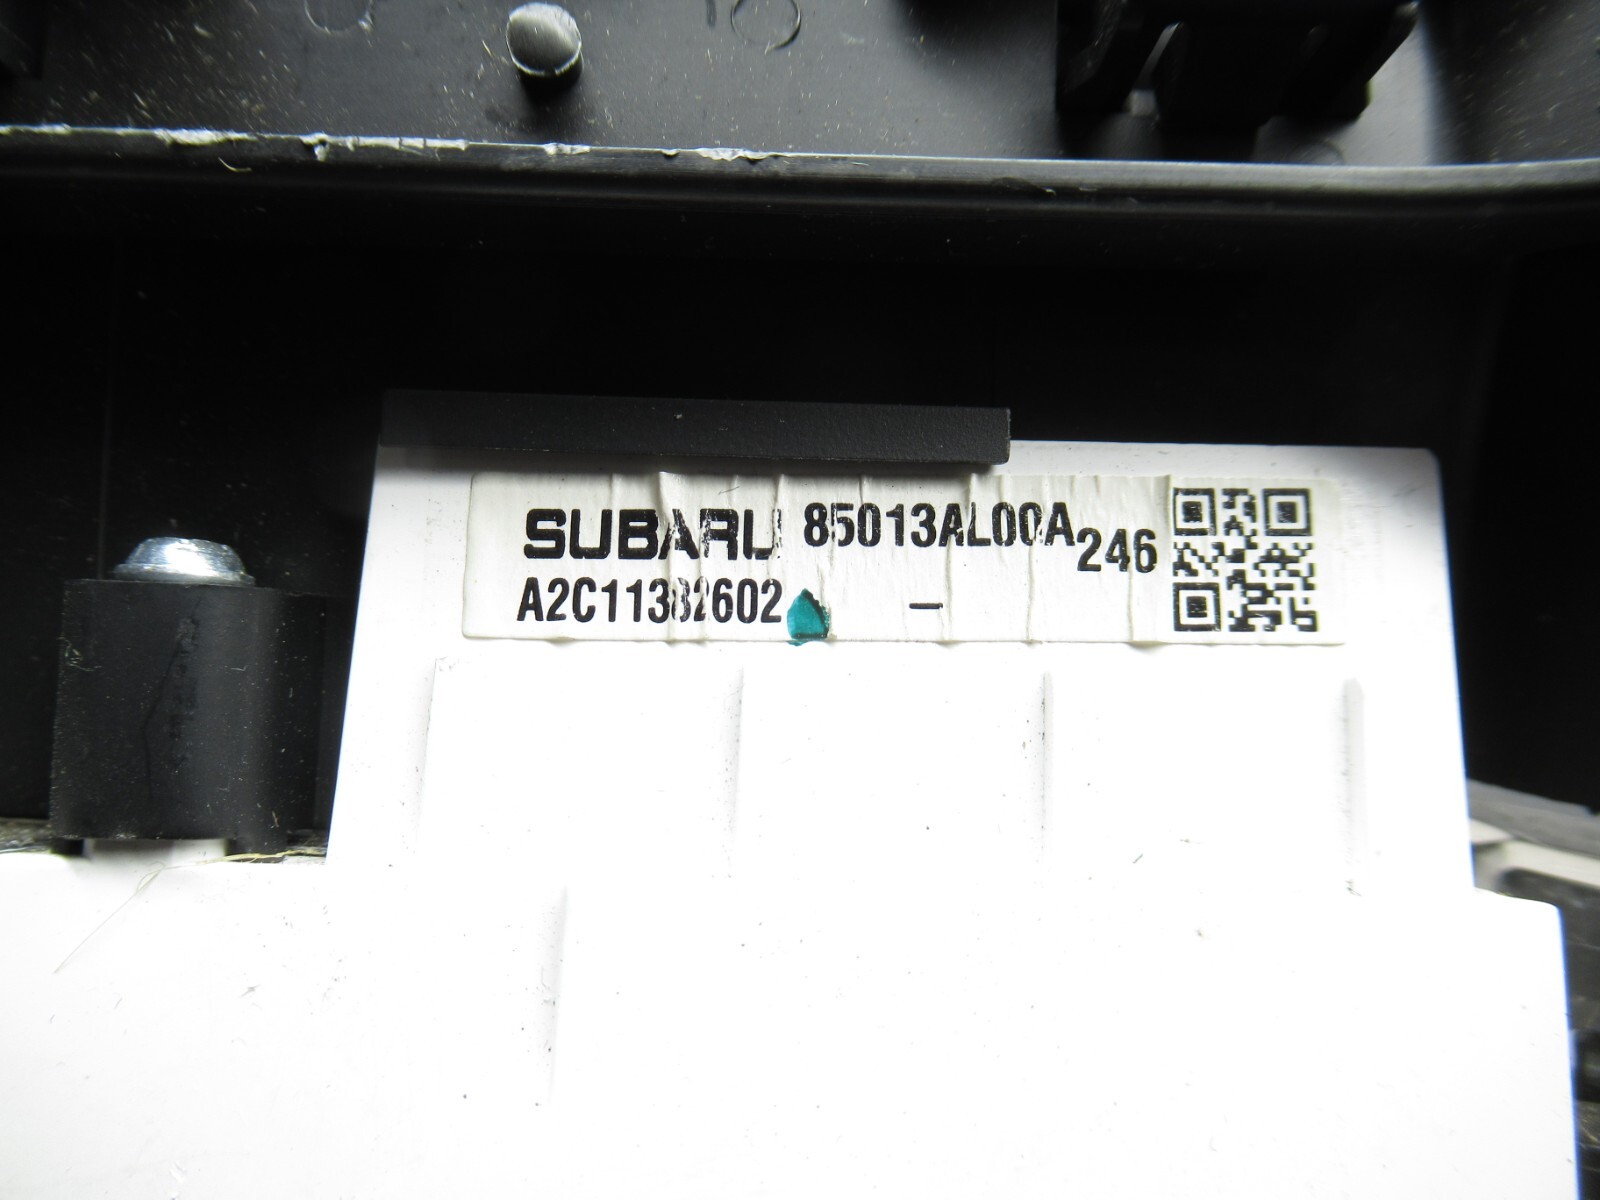 SUBARU 85013AL00A 246
A2C11382602 –